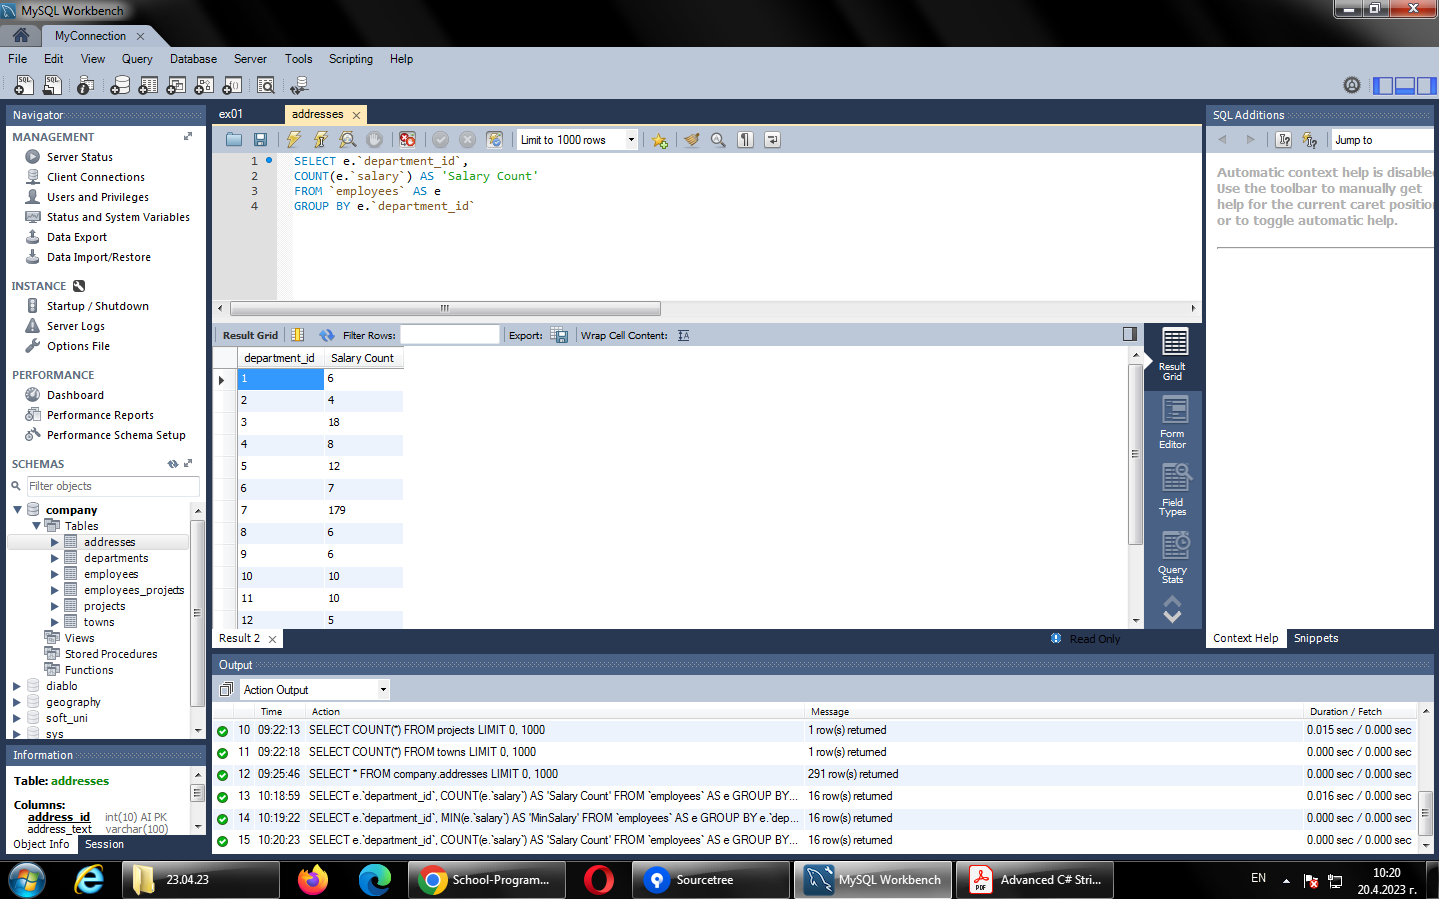 MySQL Workbench
MyConnection
File Edit View Query Database Server Tools Scripting Help
Navigator
MANAGEMENT
Server Status
Client Connections
Users and Privileges
Status and System Variables
Data Export
Data Import/Restore
INSTANCE
Startup / Shutdown
Server Logs
Options File
PERFORMANCE
Dashboard
Performance Reports
Performance Schema Setup
SCHEMAS
Filter objects
company
Tables
addresses
departments
employees
employees_projects
projects
towns
Views
Stored Procedures
Functions
diablo
geography
soft_uni
sys
Information
Table: addresses
Columns:
address_id int(10) AI PK
address_text varchar(100)
Object Info Session
ex01 addresses
Limit to 1000 rows
1 SELECT e.`department_id`,
2 COUNT(e.`salary`) AS 'Salary Count'
3 FROM `employees` AS e
4 GROUP BY e.`department_id`
Result Grid Filter Rows: Export: Wrap Cell Content:
department_id Salary Count
1 6
2 4
3 18
4 8
5 12
6 7
7 179
8 6
9 6
10 10
11 10
12 5
Result Grid
Form Editor
Field Types
Query Stats
Result 2 Read Only
SQL Additions
Jump to
Automatic context help is disabled
Use the toolbar to manually get
help for the current caret position
or to toggle automatic help.
Context Help Snippets
Output
Action Output
Time Action Message Duration / Fetch
10 09:22:13 SELECT COUNT(*) FROM projects LIMIT 0, 1000 1 row(s) returned 0.015 sec / 0.000 sec
11 09:22:18 SELECT COUNT(*) FROM towns LIMIT 0, 1000 1 row(s) returned 0.000 sec / 0.000 sec
12 09:25:46 SELECT * FROM company.addresses LIMIT 0, 1000 291 row(s) returned 0.000 sec / 0.000 sec
13 10:18:59 SELECT e.`department_id`, COUNT(e.`salary`) AS 'Salary Count' FROM `employees` AS e GROUP BY... 16 row(s) returned 0.016 sec / 0.000 sec
14 10:19:22 SELECT e.`department_id`, MIN(e.`salary`) AS 'MinSalary' FROM `employees` AS e GROUP BY e.`dep... 16 row(s) returned 0.000 sec / 0.000 sec
15 10:20:23 SELECT e.`department_id`, COUNT(e.`salary`) AS 'Salary Count' FROM `employees` AS e GROUP BY... 16 row(s) returned 0.000 sec / 0.000 sec
23.04.23 School-Program... Sourcetree MySQL Workbench Advanced C# Stri... EN 10:20
20.4.2023 г.